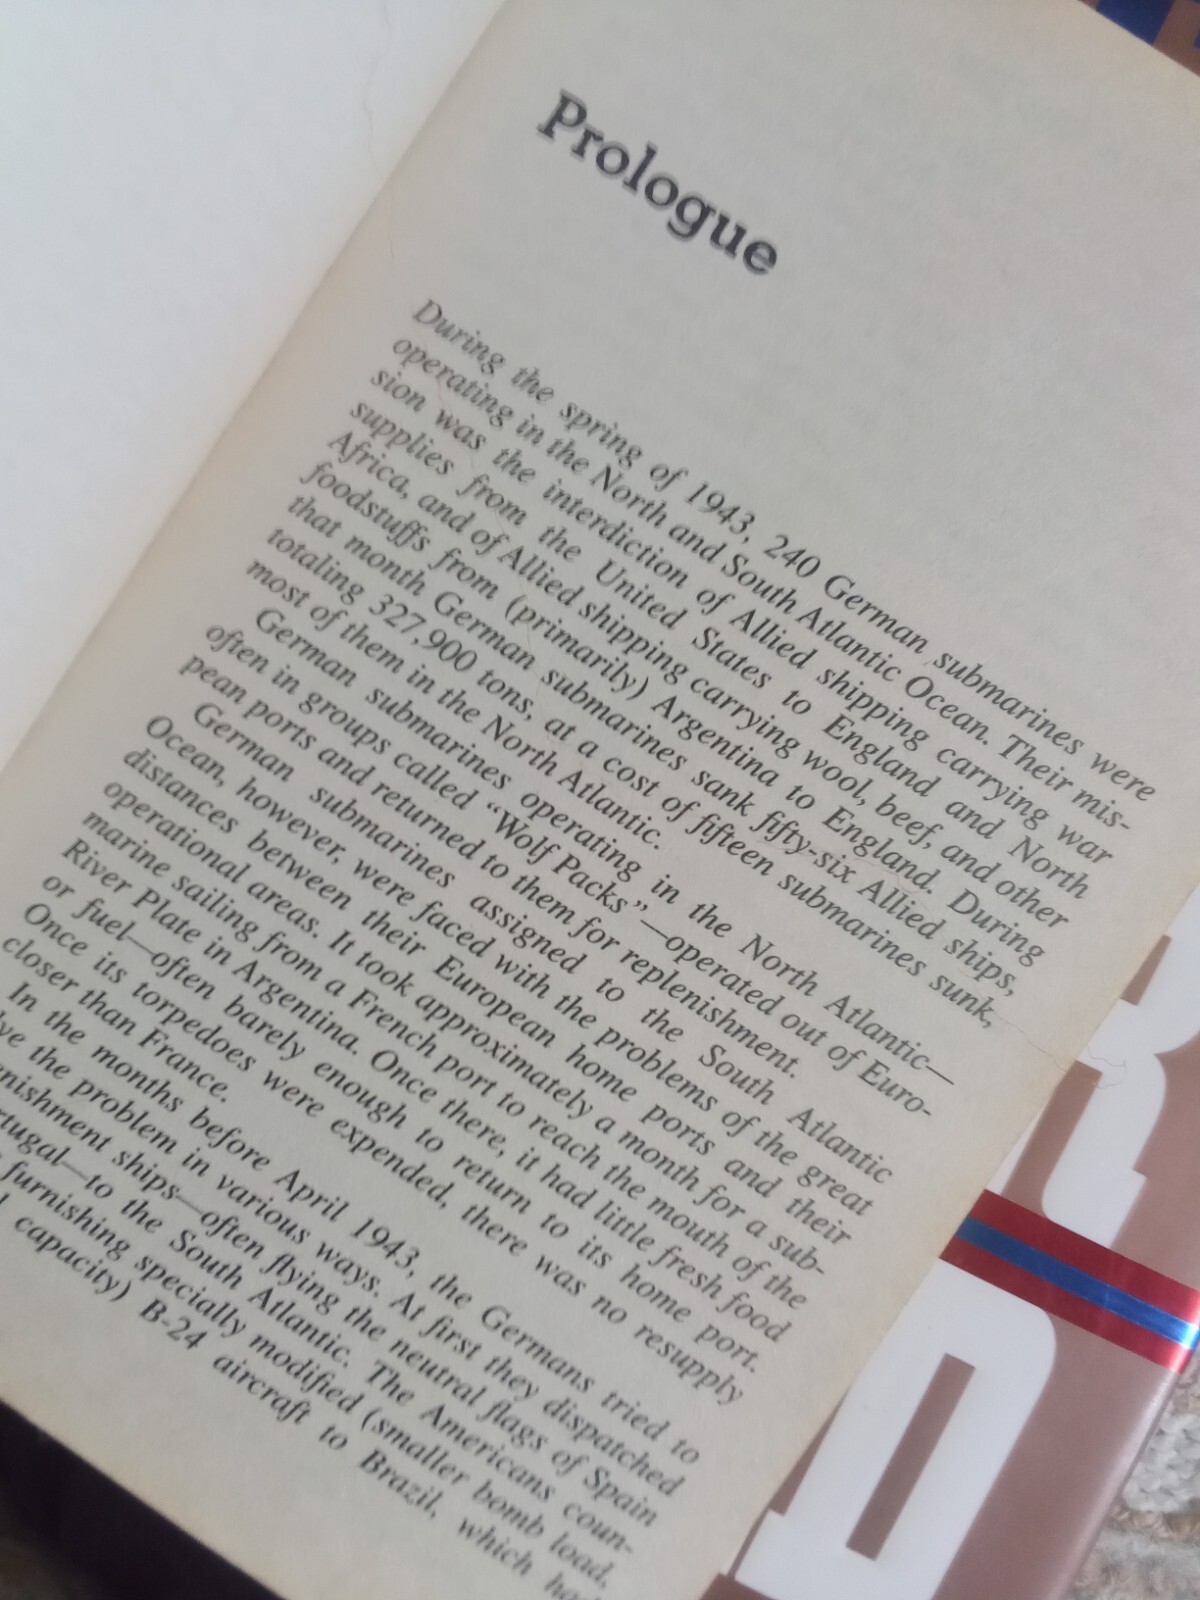 Prologue
During the spring of 1943, 240 German submarines were
operating in the North and South Atlantic Ocean. Their mis-
sion was the interdiction of Allied shipping carrying war
supplies from the United States to England and North
Africa, and of Allied shipping carrying wool, beef, and other
foodstuffs from (primarily) Argentina to England. During
that month German submarines sank fifty-six Allied ships,
totaling 327,900 tons, at a cost of fifteen submarines sunk,
most of them in the North Atlantic.
German submarines operating in the North Atlantic—
often in groups called “Wolf Packs”—operated out of Euro-
pean ports and returned to them for replenishment.
German submarines assigned to the South Atlantic
Ocean, however, were faced with the problems of the great
distances between their European home ports and their
operational areas. It took approximately a month for a sub-
marine sailing from a French port to reach the mouth of the
River Plate in Argentina. Once there, it had little fresh food
or fuel—often barely enough to return to its home port.
Once its torpedoes were expended, there was no resupply
closer than France.
In the months before April 1943, the Germans tried to
the problem in various ways. At first they dispatched
ships—often flying the neutral flags of Spain
to the South Atlantic. The Americans coun-
furnishing specially modified (smaller bomb load,
capacity) B-24 aircraft to Brazil, which
D